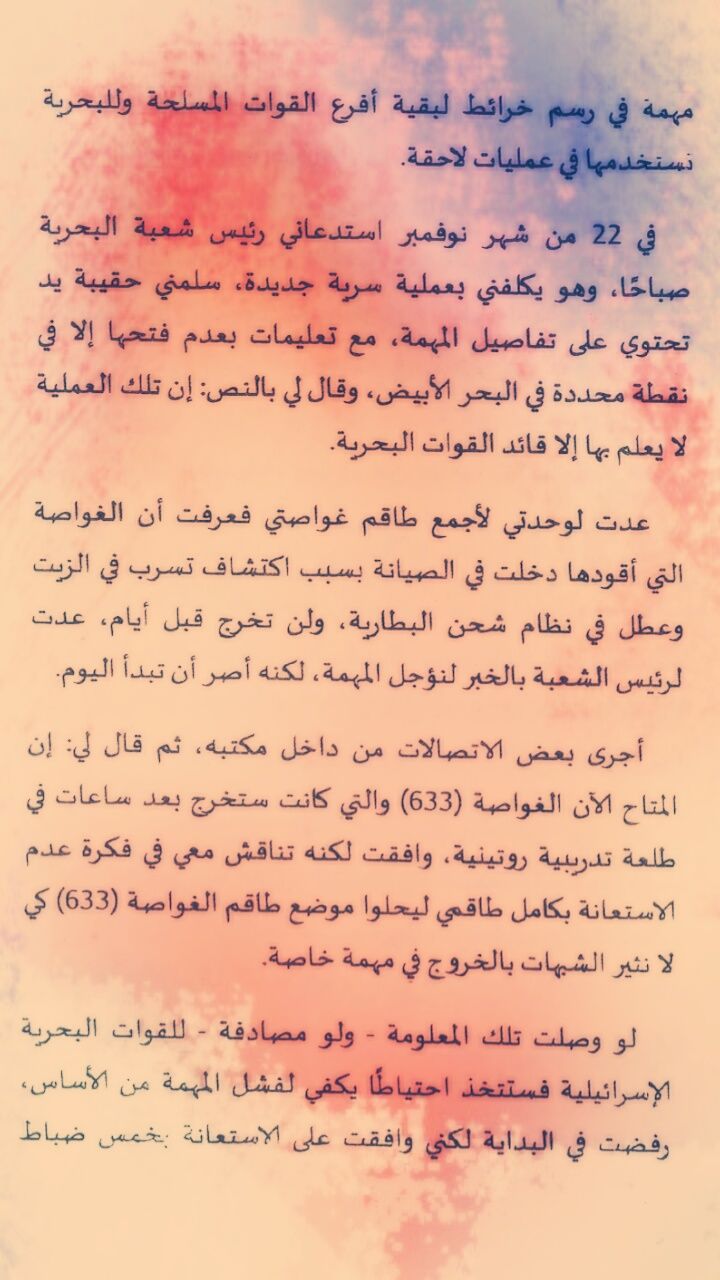 مهمة في رسم خرائط لبقية أفرع القوات المسلحة وللبحرية
نستخدمها في عمليات لاحقة.
في 22 من شهر نوفمبر استدعاني رئيس شعبة البحرية
صباحًا، وهو يكلفني بعملية سرية جديدة، سلمني حقيبة يد
تحتوي على تفاصيل المهمة، مع تعليمات بعدم فتحها إلا في
نقطة محددة في البحر الأبيض، وقال لي بالنص: إن تلك العملية
لا يعلم بها إلا قائد القوات البحرية.
عدت لوحدتي لأجمع طاقم غواصتي فعرفت أن الغواصة
التي أقودها دخلت في الصيانة بسبب اكتشاف تسرب في الزيت
وعطل في نظام شحن البطارية، ولن تخرج قبل أيام، عدت
لرئيس الشعبة بالخبر لنؤجل المهمة، لكنه أصر أن تبدأ اليوم.
أجرى بعض الاتصالات من داخل مكتبه، ثم قال لي: إن
المتاح الآن الغواصة (633) والتي كانت ستخرج بعد ساعات في
طلعة تدريبية روتينية، وافقت لكنه تناقش معي في فكرة عدم
الاستعانة بكامل طاقمي ليحلوا موضع طاقم الغواصة (633) كي
لا نثير الشبهات بالخروج في مهمة خاصة.
لو وصلت تلك المعلومة - ولو مصادفة - للقوات البحرية
الإسرائيلية فستتخذ احتياطًا يكفي لفشل المهمة من الأساس،
رفضت في البداية لكني وافقت على الاستعانة بخمس ضباط